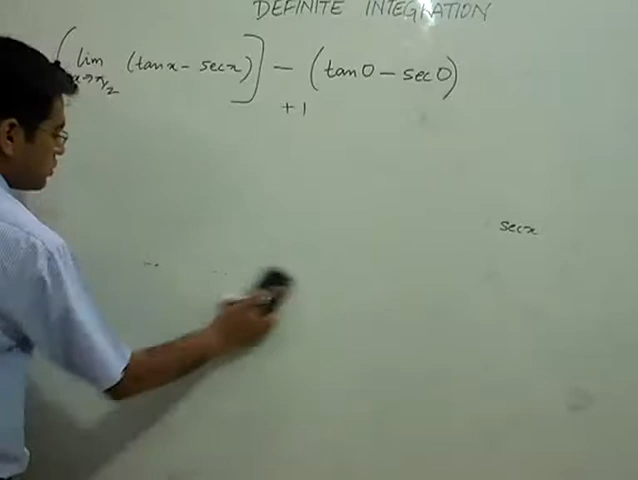 DEFINITE INTEGRATION
[lim x→π/2 (tanx - secx)] - (tan0 - sec0)
+1
secx